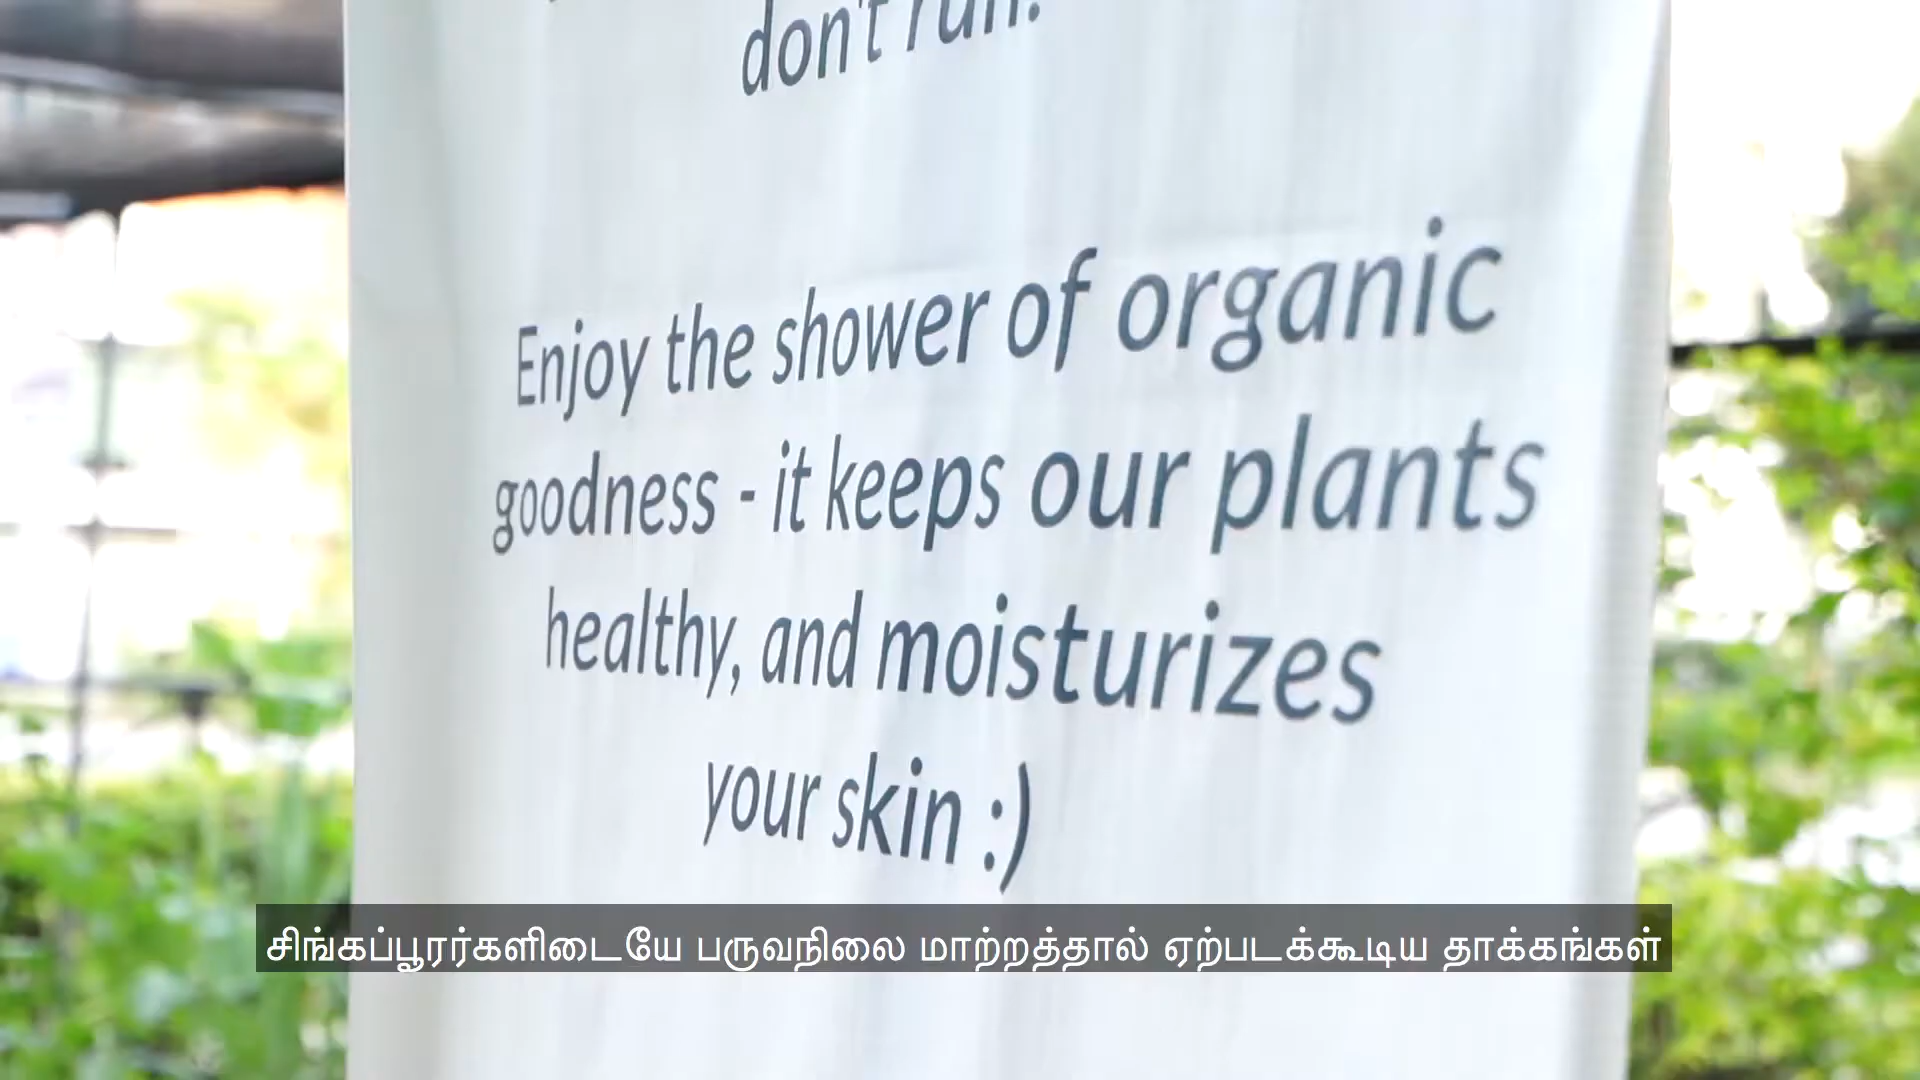 don't run.
Enjoy the shower of organic
goodness - it keeps our plants
healthy, and moisturizes
your skin :)
சிங்கப்பூரர்களிடையே பருவநிலை மாற்றத்தால் ஏற்படக்கூடிய தாக்கங்கள்